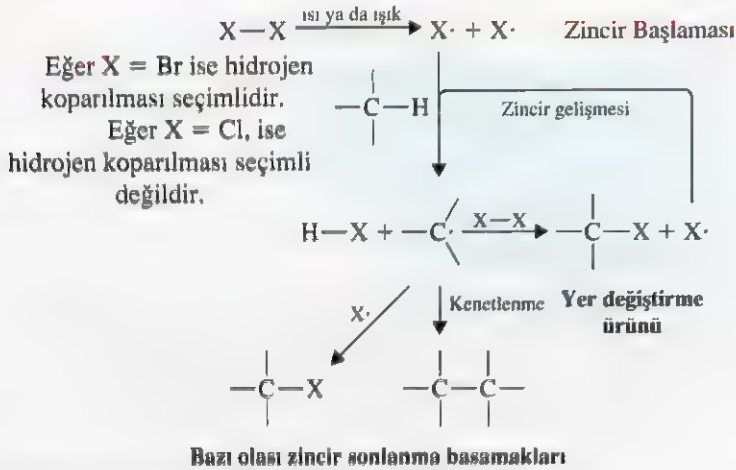 X—X ısı ya da ışık X· + X· Zincir Başlaması
Eğer X = Br ise hidrojen
koparılması seçimlidir.
Eğer X = Cl, ise
hidrojen koparılması seçimli
değildir.
—C—H
Zincir gelişmesi
H—X + —C· X—X —C—X + X·
X·
Kenetlenme
Yer değiştirme
ürünü
—C—X
—C—C—
Bazı olası zincir sonlanma basamakları